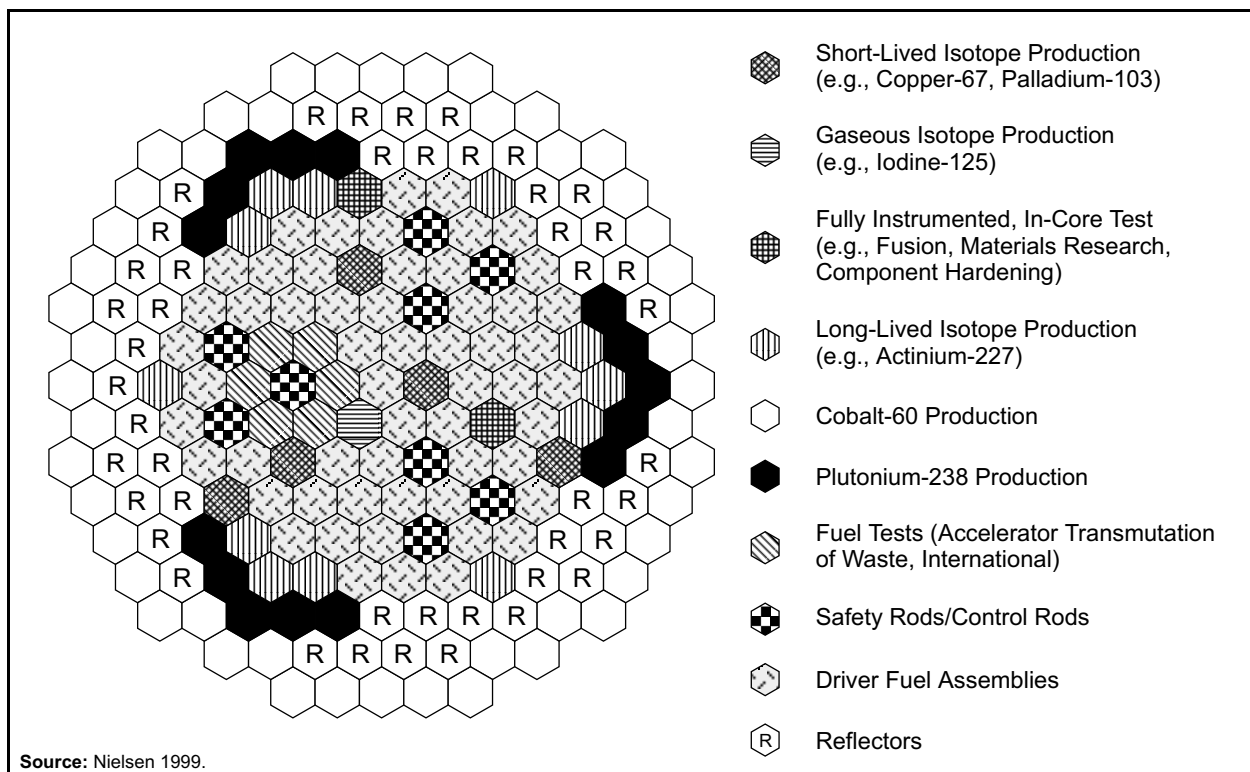 R R R R
R R R R
R R R
R R R
R R R R
R R R
R
R
R
R R R
R R R R
R R R
R R R
R R R R
R R R R
Short-Lived Isotope Production
(e.g., Copper-67, Palladium-103)
Gaseous Isotope Production
(e.g., Iodine-125)
Fully Instrumented, In-Core Test
(e.g., Fusion, Materials Research,
Component Hardening)
Long-Lived Isotope Production
(e.g., Actinium-227)
Cobalt-60 Production
Plutonium-238 Production
Fuel Tests (Accelerator Transmutation
of Waste, International)
Safety Rods/Control Rods
Driver Fuel Assemblies
R Reflectors
Source: Nielsen 1999.